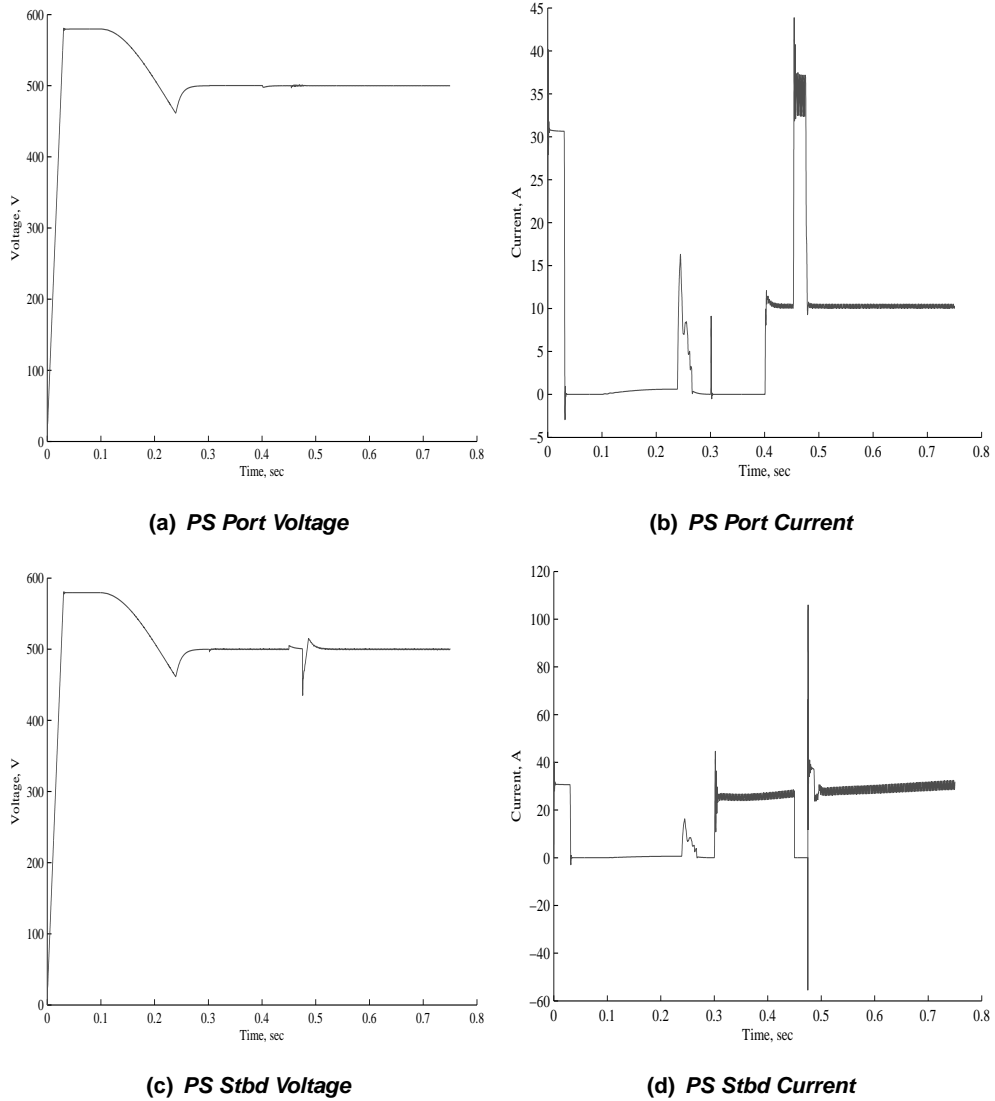 600
500
400
300
200
100
0
Voltage, V
0 0.1 0.2 0.3 0.4 0.5 0.6 0.7 0.8
Time, sec
(a) PS Port Voltage
45
40
35
30
25
20
15
10
5
0
−5
Current, A
0 0.1 0.2 0.3 0.4 0.5 0.6 0.7 0.8
Time, sec
(b) PS Port Current
600
500
400
300
200
100
0
Voltage, V
0 0.1 0.2 0.3 0.4 0.5 0.6 0.7 0.8
Time, sec
(c) PS Stbd Voltage
120
100
80
60
40
20
0
−20
−40
−60
Current, A
0 0.1 0.2 0.3 0.4 0.5 0.6 0.7 0.8
Time, sec
(d) PS Stbd Current